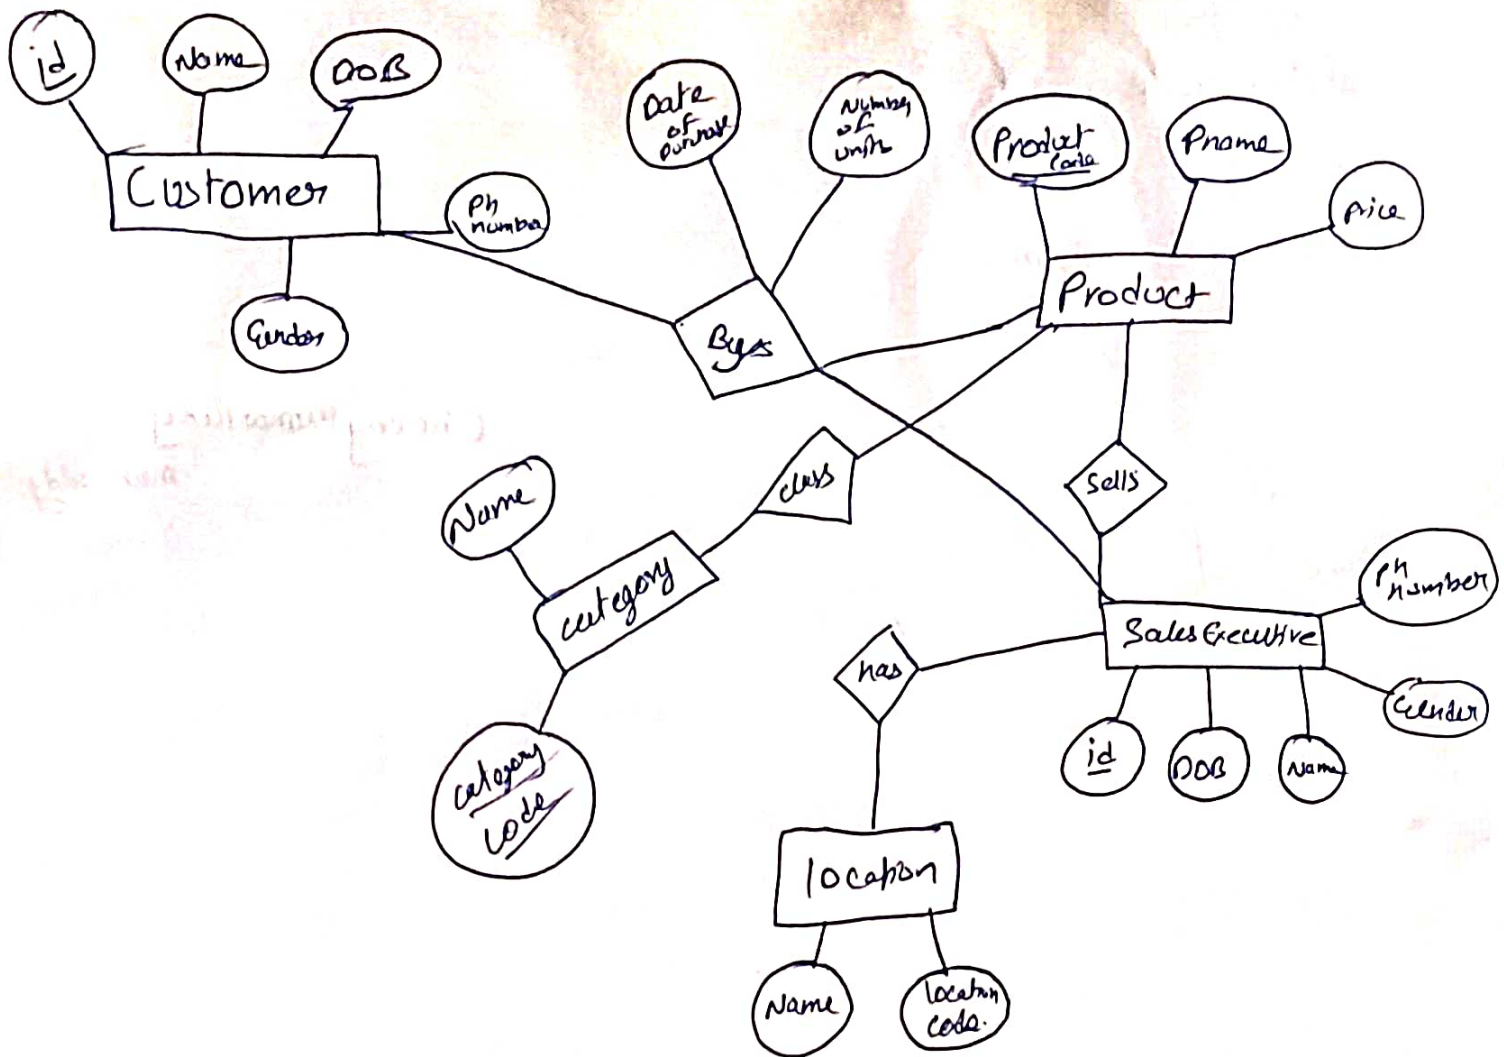 id
Name
DOB
Customer
Ph
number
Gender
Date
of
purchase
Number
of
units
Product
Code
Pname
Price
Product
Buys
class
Sells
Name
category
category
code
has
Sales Executive
Ph
number
Gender
id
DOB
Name
location
Name
location
code.